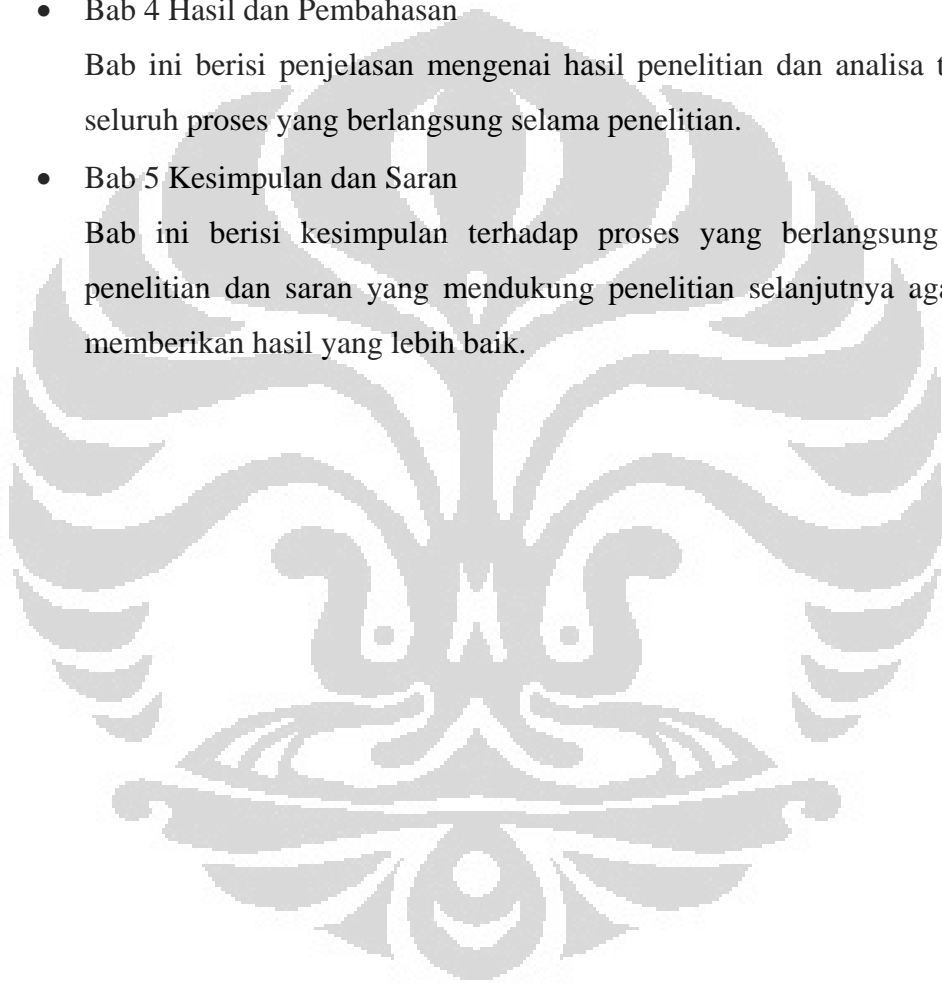 • Bab 4 Hasil dan Pembahasan
Bab ini berisi penjelasan mengenai hasil penelitian dan analisa
seluruh proses yang berlangsung selama penelitian.
• Bab 5 Kesimpulan dan Saran
Bab ini berisi kesimpulan terhadap proses yang berlangsung
penelitian dan saran yang mendukung penelitian selanjutnya
memberikan hasil yang lebih baik.